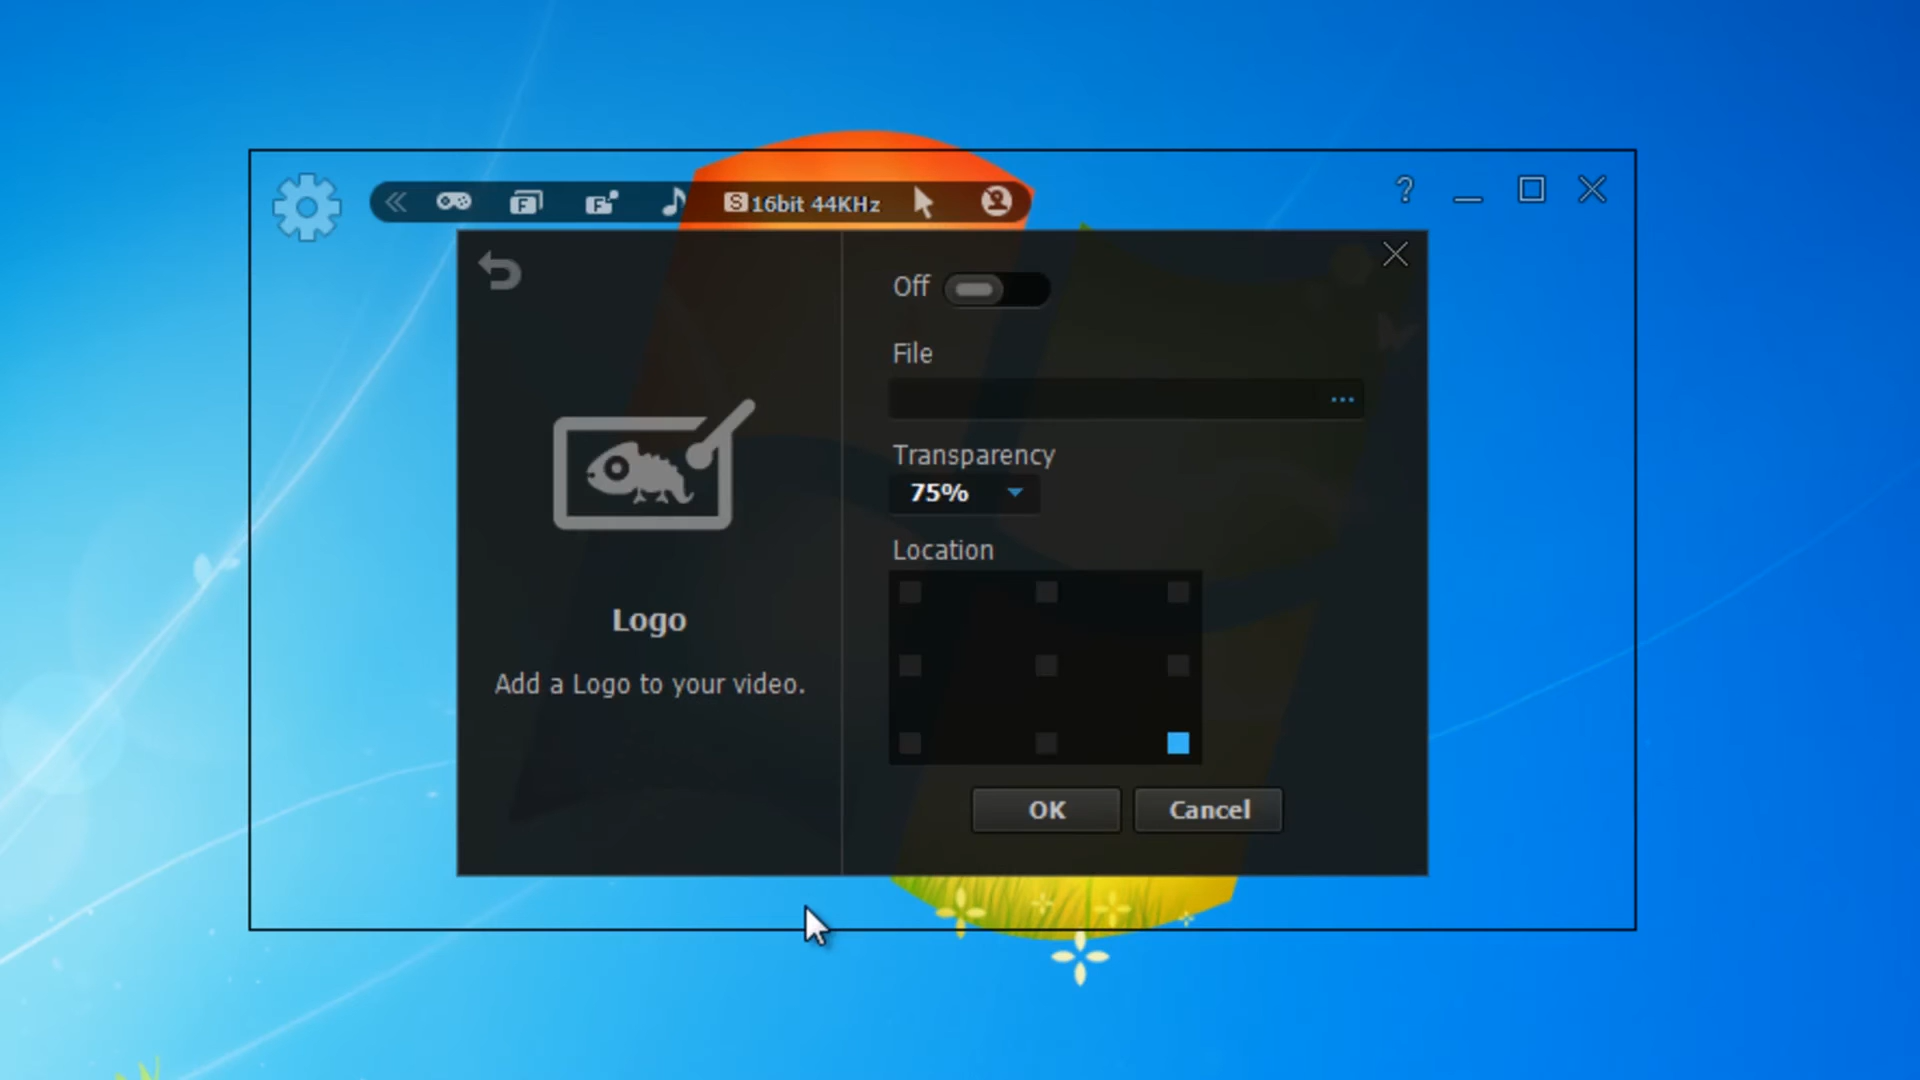 16bit 44KHz
Off
File
Transparency
75%
Location
Logo
Add a Logo to your video.
OK
Cancel